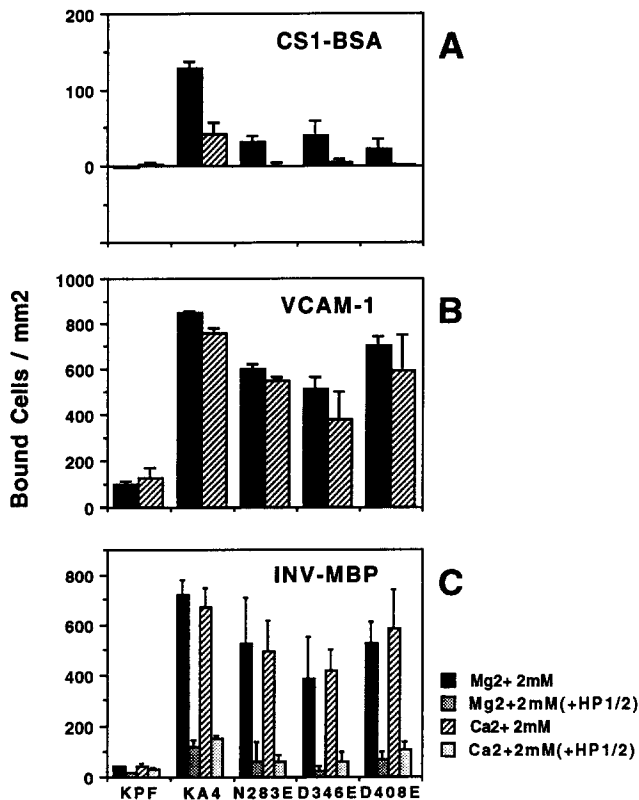 200
CS1-BSA
A
100
0
Bound Cells / mm2
1000
VCAM-1
B
800
600
400
200
0
INV-MBP
C
800
600
400
200
0
KPF KA4 N283E D346E D408E
Mg2+ 2mM
Mg2+2mM(+HP1/2)
Ca2+ 2mM
Ca2+2mM(+HP1/2)